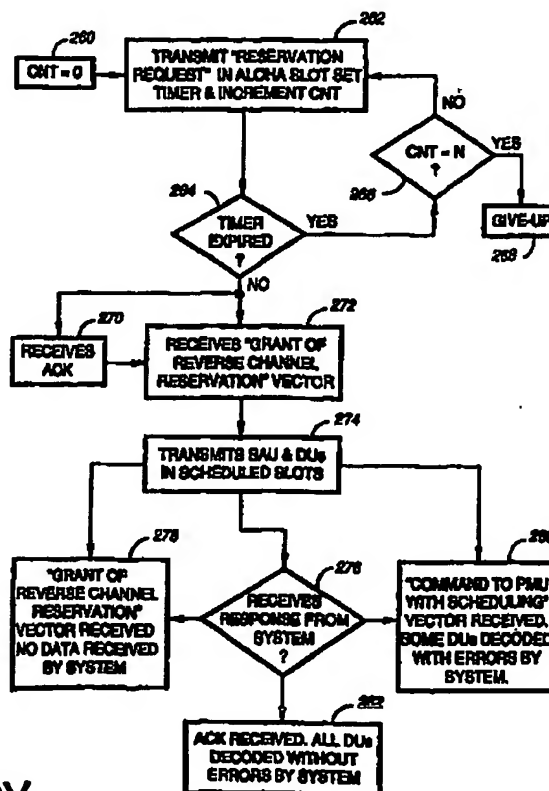 260
CNT = 0
262
TRANSMIT "RESERVATION
REQUEST" IN ALOHA SLOT SET
TIMER & INCREMENT CNT
NO
CNT = N
?
YES
266
GIVE-UP
268
264
TIMER
EXPIRED
?
YES
NO
270
RECEIVES
ACK
272
RECEIVES "GRANT OF
REVERSE CHANNEL
RESERVATION" VECTOR
274
TRANSMITS SAU & DUs
IN SCHEDULED SLOTS
278
"GRANT OF
REVERSE CHANNEL
RESERVATION"
VECTOR RECEIVED
NO DATA RECEIVED
BY SYSTEM
276
RECEIVES
RESPONSE FROM
SYSTEM
?
"COMMAND TO PMU
WITH SCHEDULING"
VECTOR RECEIVED.
SOME DUs DECODED
WITH ERRORS BY
SYSTEM.
ACK RECEIVED. ALL DUs
DECODED WITHOUT
ERRORS BY SYSTEM